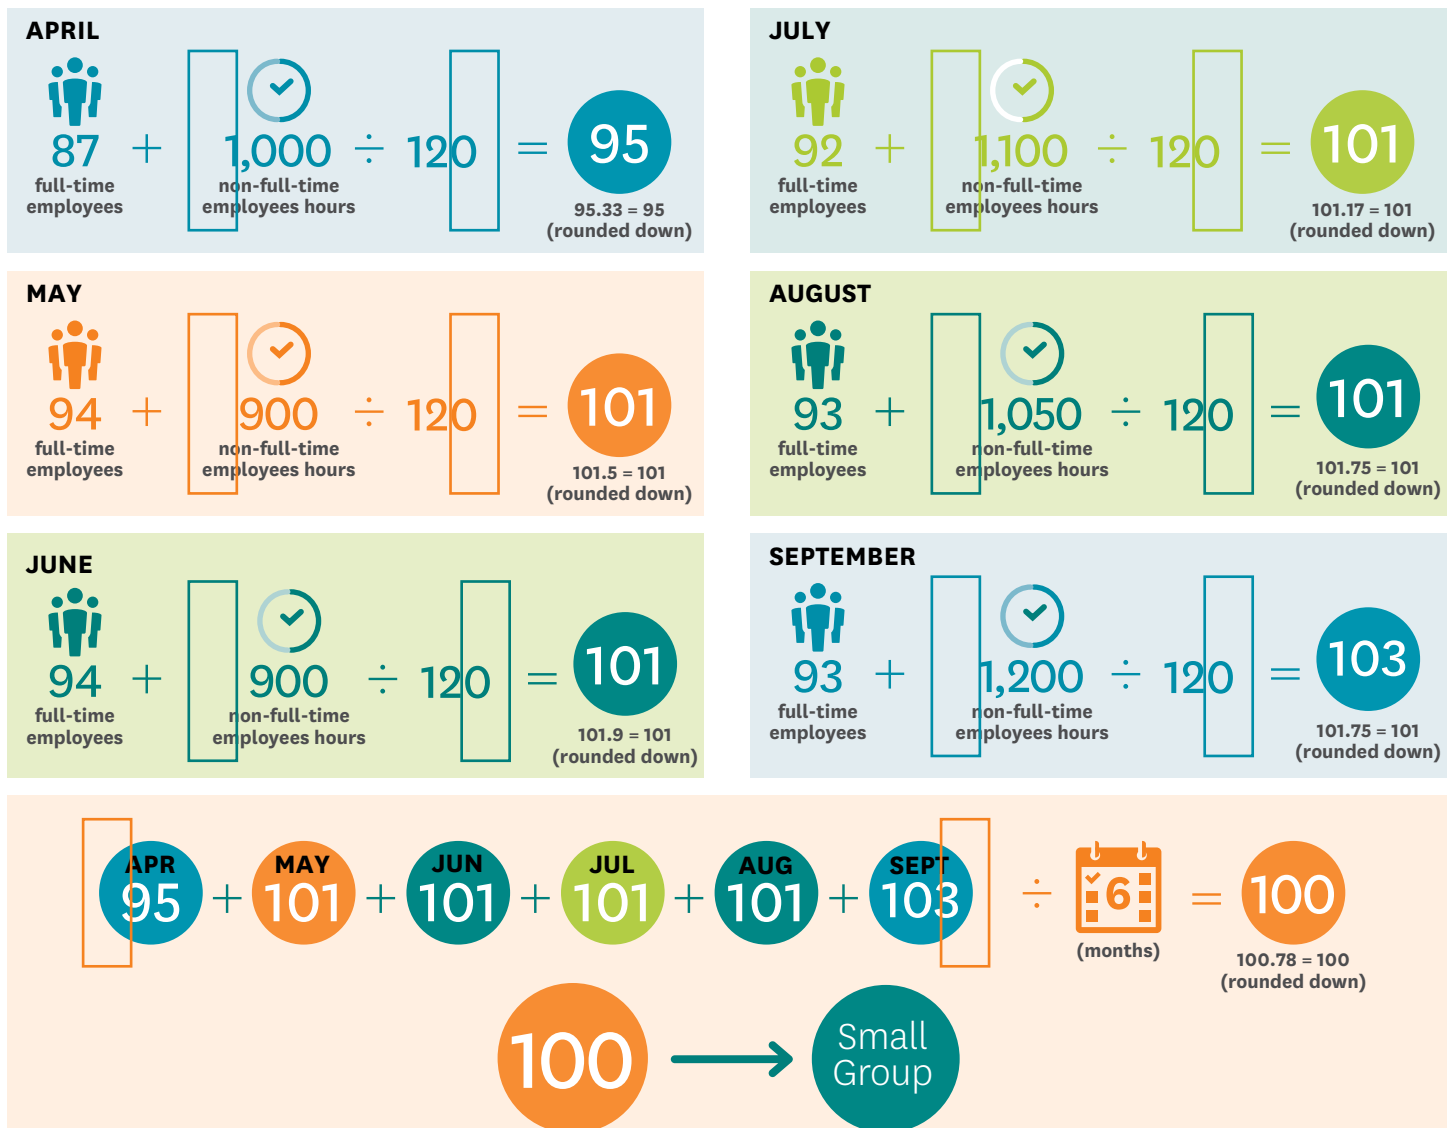 APRIL
87 + 1,000 ÷ 120 = 95
full-time
employees
non-full-time
employees hours
95.33 = 95
(rounded down)
MAY
94 + 900 ÷ 120 = 101
full-time
employees
non-full-time
employees hours
101.5 = 101
(rounded down)
JUNE
94 + 900 ÷ 120 = 101
full-time
employees
non-full-time
employees hours
101.9 = 101
(rounded down)
JULY
92 + 1,100 ÷ 120 = 101
full-time
employees
non-full-time
employees hours
101.17 = 101
(rounded down)
AUGUST
93 + 1,050 ÷ 120 = 101
full-time
employees
non-full-time
employees hours
101.75 = 101
(rounded down)
SEPTEMBER
93 + 1,200 ÷ 120 = 103
full-time
employees
non-full-time
employees hours
101.75 = 101
(rounded down)
APR MAY JUN JUL AUG SEPT
95 + 101 + 101 + 101 + 101 + 103 ÷ 6 = 100
(months)
100.78 = 100
(rounded down)
100
Small
Group